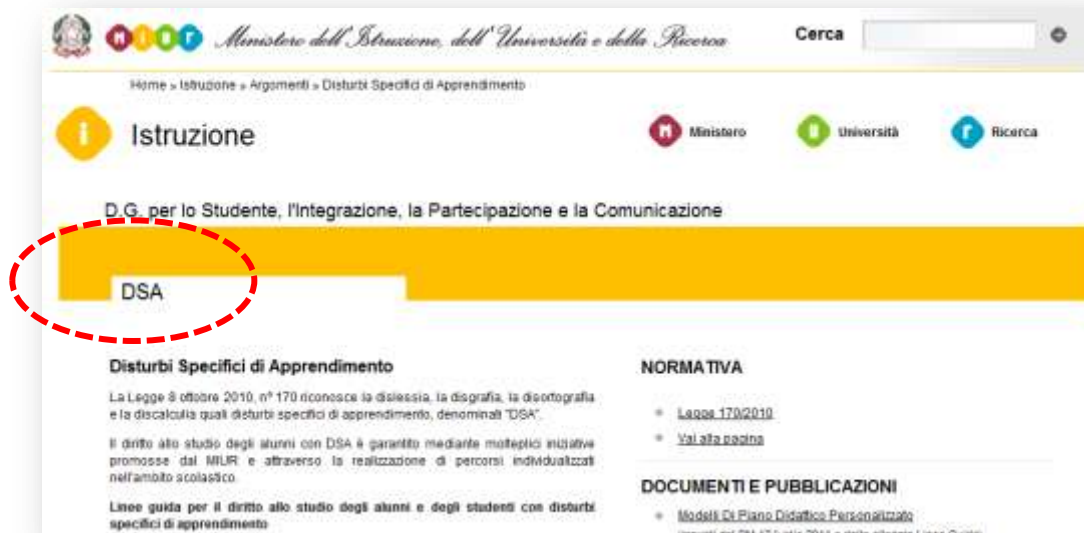 miur Ministero dell'Istruzione, dell'Università e della Ricerca Cerca
Home » Istruzione » Argomenti » Disturbi Specifici di Apprendimento
i Istruzione
M Ministero
U Università
r Ricerca
D.G. per lo Studente, l'Integrazione, la Partecipazione e la Comunicazione
DSA
Disturbi Specifici di Apprendimento
La Legge 8 ottobre 2010, nº 170 riconosce la dislessia, la disgrafia, la disortografia
e la discalculia quali disturbi specifici di apprendimento, denominati "DSA".
Il diritto allo studio degli alunni con DSA è garantito mediante molteplici iniziative
promosse dal MIUR e attraverso la realizzazione di percorsi individualizzati
nell'ambito scolastico.
Linee guida per il diritto allo studio degli alunni e degli studenti con disturbi
specifici di apprendimento
NORMATIVA
Legge 170/2010
Vai alla pagina
DOCUMENTI E PUBBLICAZIONI
Modelli Di Piano Didattico Personalizzato